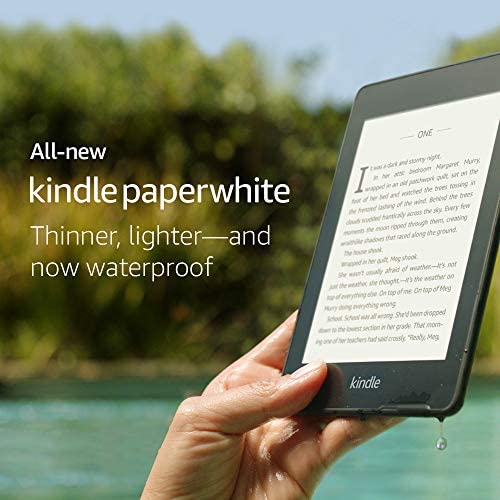 All-new
kindle paperwhite
Thinner, lighter—and
now waterproof
ONE
It was a dark and stormy night.
In her attic bedroom Margaret Murry,
wrapped in an old patchwork quilt, sat on the
foot of her bed and watched the trees tossing in
the frenzied lashing of the wind. Behind the trees
clouds scudded frantically across the sky. Every few
moments the moon ripped through them, creating
wraithlike shadows that raced along the ground.
The house shook.
Wrapped in her quilt, Meg shook.
She wasn't usually afraid of weather.—It's not
just the weather, she thought.—It's the weather on
top of everything else. On top of me. On top of Meg
Murry doing everything wrong.
School. School was all wrong. She'd been dropped
down to the lowest section in her grade. That morn-
ing one of her teachers had said crossly, "Really, Meg,
kindle